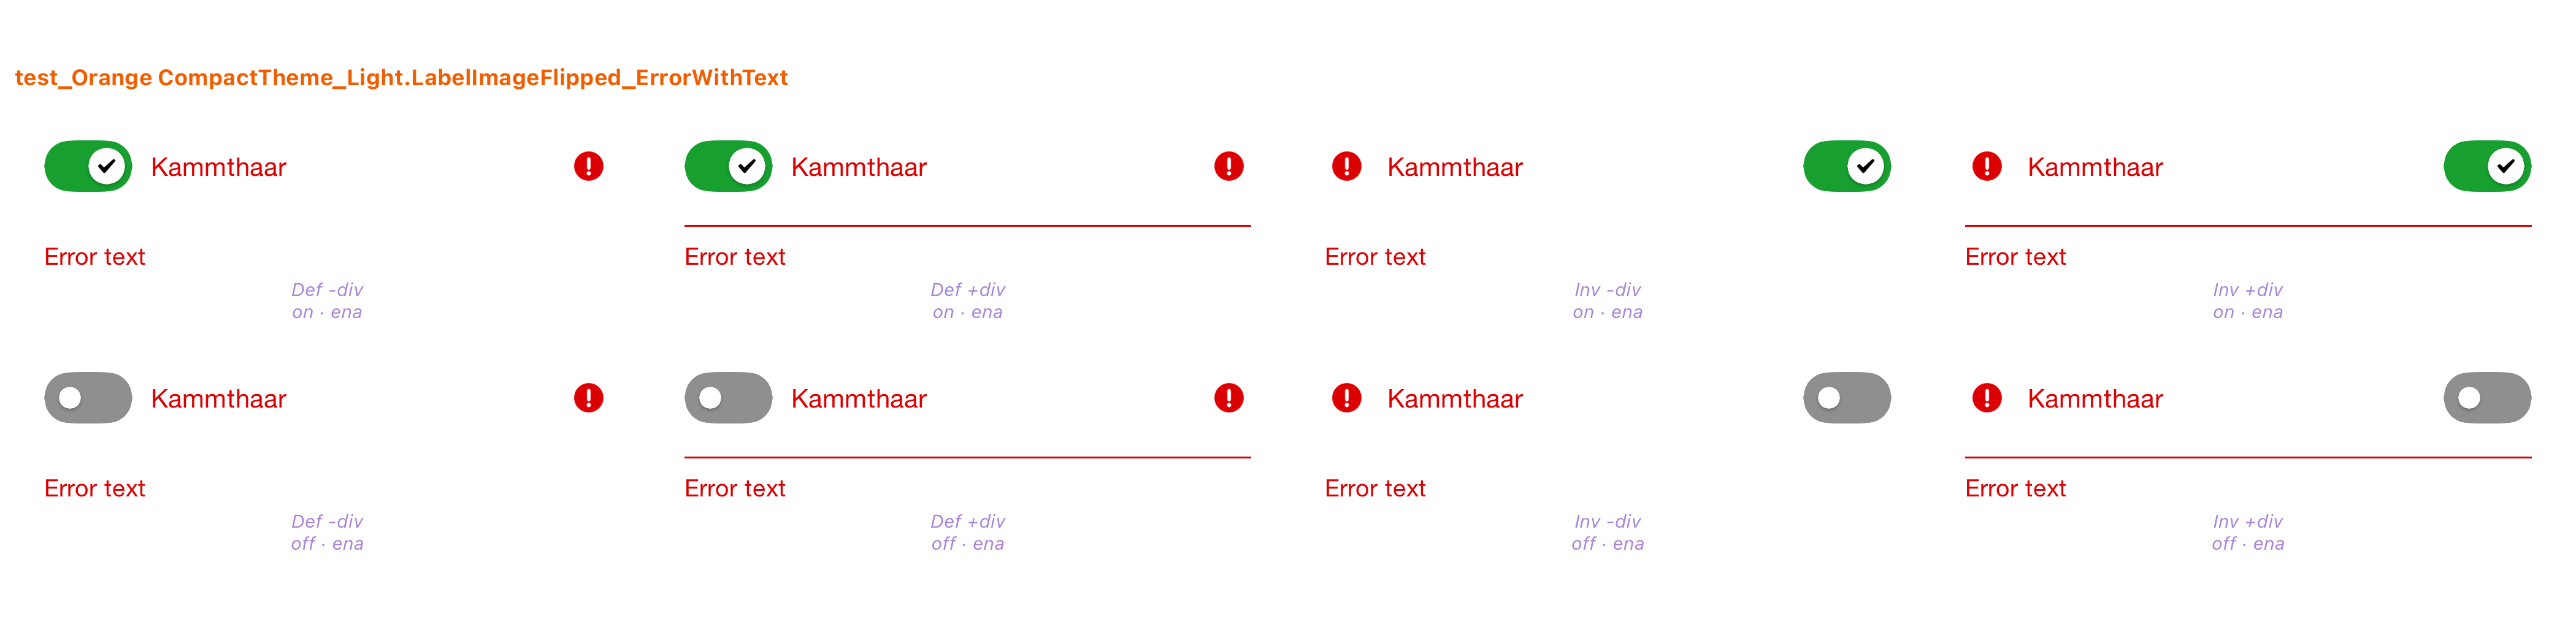 test_Orange CompactTheme_Light.LabelImageFlipped_ErrorWithText
Kammthaar
Kammthaar
Kammthaar
Kammthaar
Error text
Error text
Error text
Error text
Def -div
on · ena
Def +div
on · ena
Inv -div
on · ena
Inv +div
on · ena
Kammthaar
Kammthaar
Kammthaar
Kammthaar
Error text
Error text
Error text
Error text
Def -div
off · ena
Def +div
off · ena
Inv -div
off · ena
Inv +div
off · ena